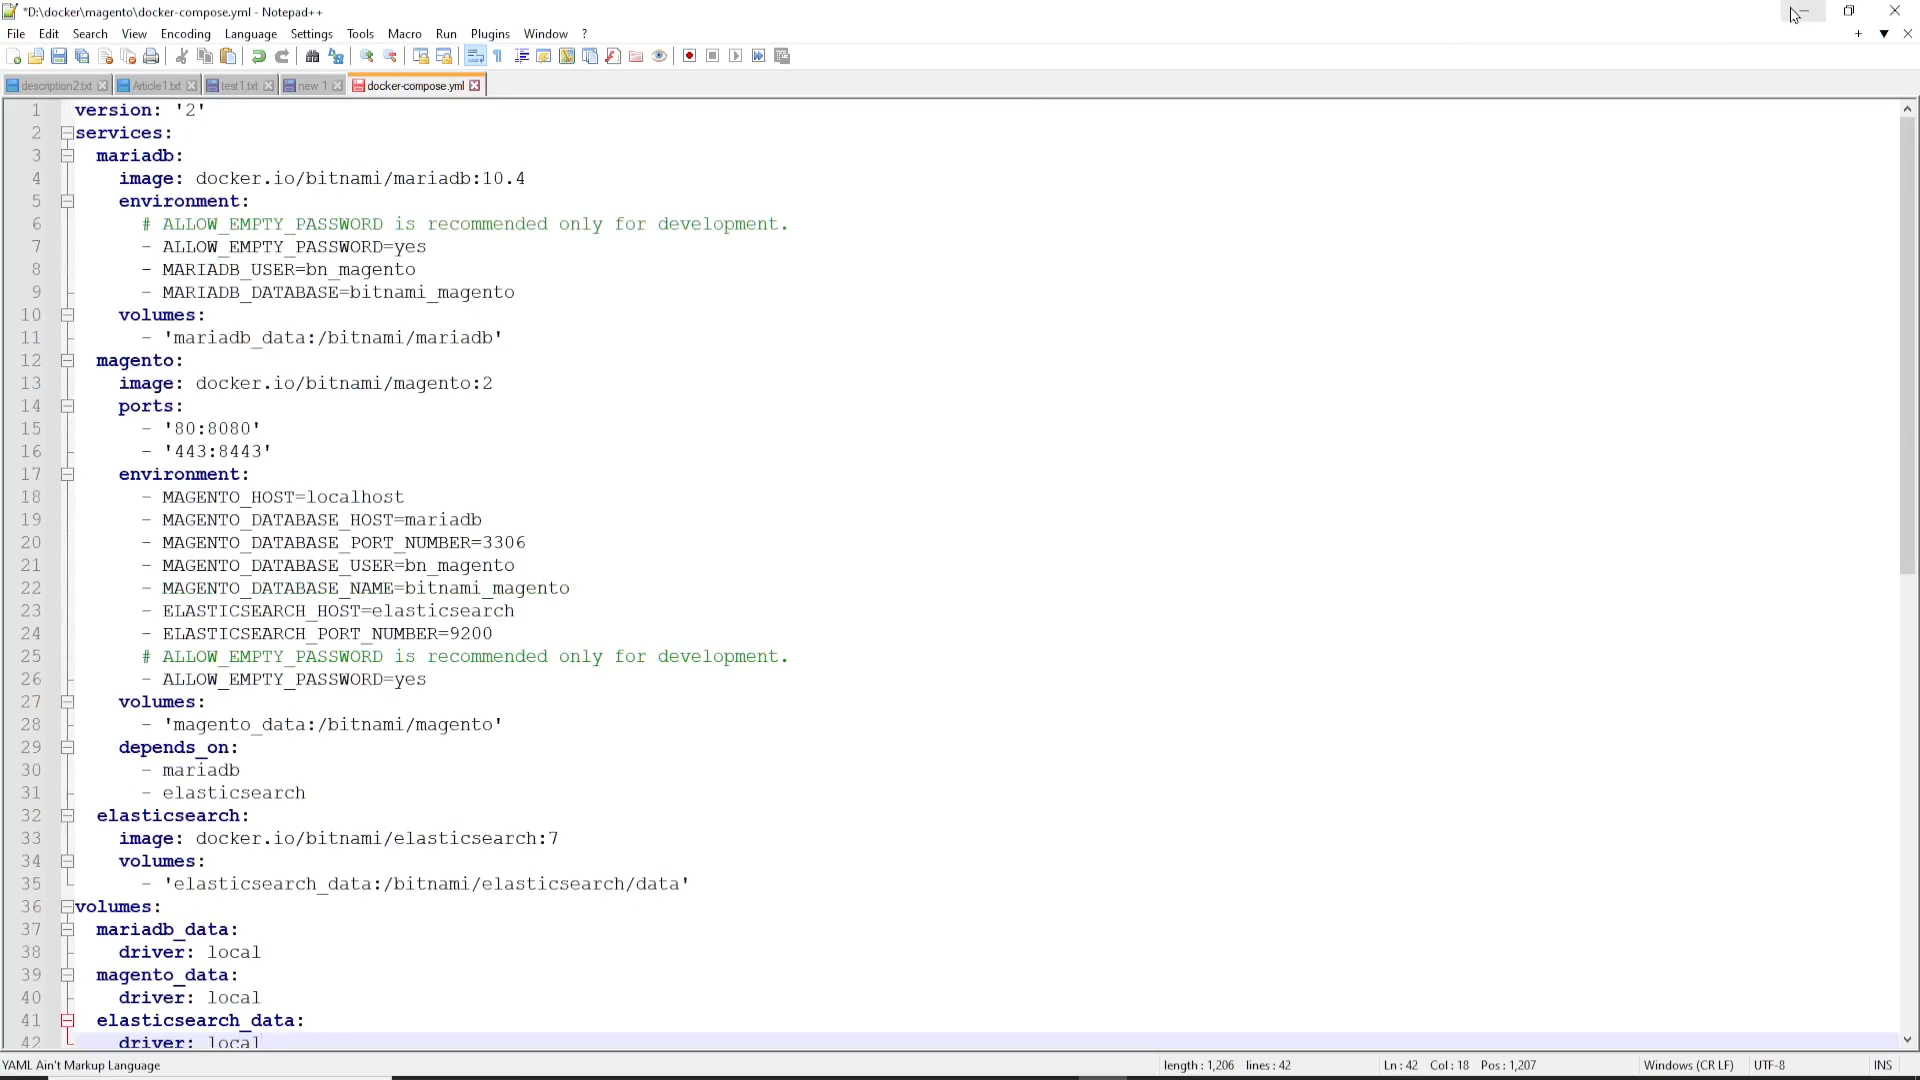 *D:\docker\magento\docker-compose.yml - Notepad++
File Edit Search View Encoding Language Settings Tools Macro Run Plugins Window ?
description2.txt Article1.txt test1.txt new 1 docker-compose.yml
1 version: '2'
2 services:
3 mariadb:
4 image: docker.io/bitnami/mariadb:10.4
5 environment:
6 # ALLOW_EMPTY_PASSWORD is recommended only for development.
7 - ALLOW_EMPTY_PASSWORD=yes
8 - MARIADB_USER=bn_magento
9 - MARIADB_DATABASE=bitnami_magento
10 volumes:
11 - 'mariadb_data:/bitnami/mariadb'
12 magento:
13 image: docker.io/bitnami/magento:2
14 ports:
15 - '80:8080'
16 - '443:8443'
17 environment:
18 - MAGENTO_HOST=localhost
19 - MAGENTO_DATABASE_HOST=mariadb
20 - MAGENTO_DATABASE_PORT_NUMBER=3306
21 - MAGENTO_DATABASE_USER=bn_magento
22 - MAGENTO_DATABASE_NAME=bitnami_magento
23 - ELASTICSEARCH_HOST=elasticsearch
24 - ELASTICSEARCH_PORT_NUMBER=9200
25 # ALLOW_EMPTY_PASSWORD is recommended only for development.
26 - ALLOW_EMPTY_PASSWORD=yes
27 volumes:
28 - 'magento_data:/bitnami/magento'
29 depends_on:
30 - mariadb
31 - elasticsearch
32 elasticsearch:
33 image: docker.io/bitnami/elasticsearch:7
34 volumes:
35 - 'elasticsearch_data:/bitnami/elasticsearch/data'
36 volumes:
37 mariadb_data:
38 driver: local
39 magento_data:
40 driver: local
41 elasticsearch_data:
42 driver: local
YAML Ain't Markup Language length : 1,206 lines : 42 Ln : 42 Col : 18 Pos : 1,207 Windows (CR LF) UTF-8 INS